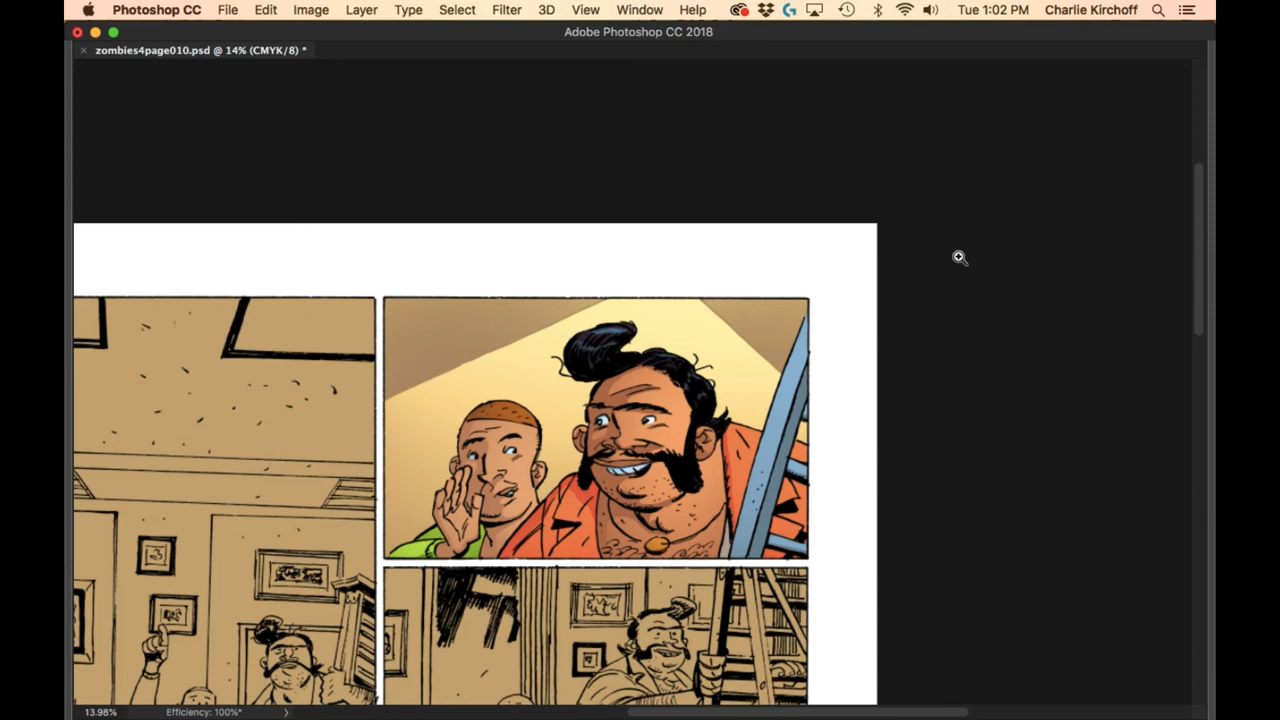 Photoshop CC File Edit Image Layer Type Select Filter 3D View Window Help Tue 1:02 PM Charlie Kirchoff
Adobe Photoshop CC 2018
zombies4page010.psd @ 14% (CMYK/8) *
13.98% Efficiency: 100%*